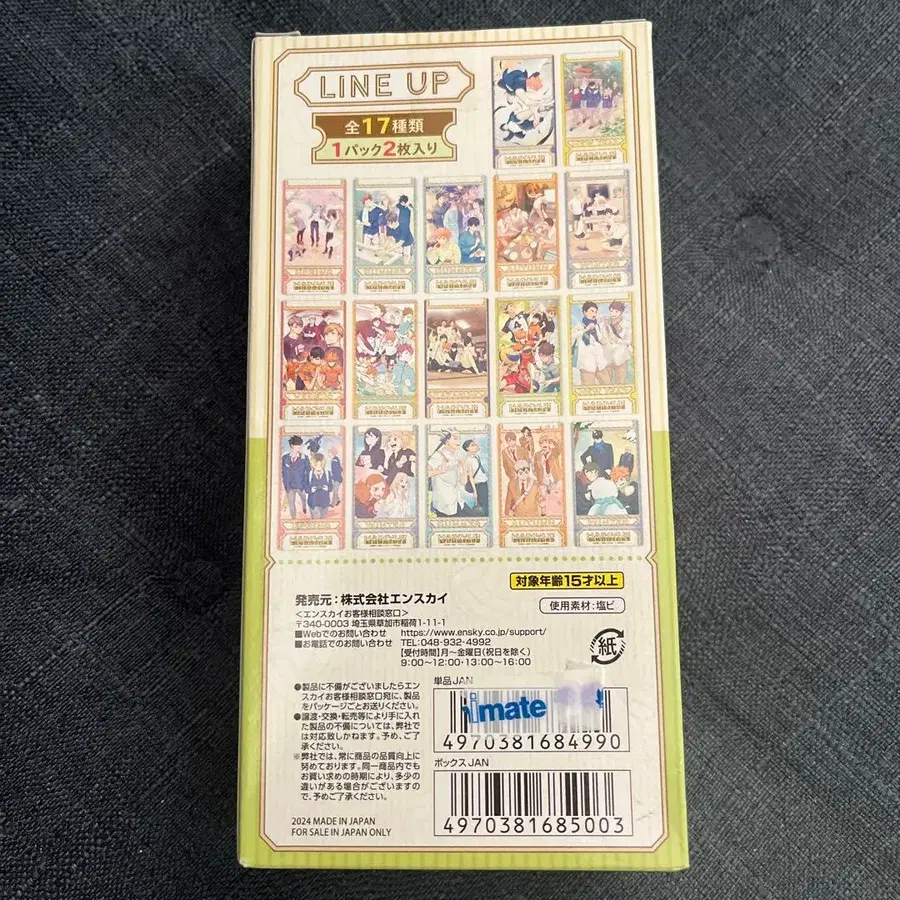 LINE UP
全17種類
1パック2枚入り
対象年齢15才以上
発売元：株式会社エンスカイ
＜エンスカイお客様相談窓口＞
〒340-0003 埼玉県草加市稲荷1-11-1
■Webでのお問い合わせ https://www.ensky.co.jp/support/
■お電話でのお問い合わせ TEL:048-932-4992
【受付時間】月〜金曜日(祝日を除く)
9:00〜12:00・13:00〜16:00
使用素材：塩ビ
紙
●製品に不備がございましたらエン
スカイお客様相談窓口宛に、製品
をパッケージごとお送りください。
●譲渡・交換・転売等により手に入れ
た製品の不備については、弊社で
は対応致しかねます。予め、ご了
承ください。
※弊社では、常に商品の品質向上に
努めております。同一商品内でも
お買い求めの時期により、多少の
違いがある場合がございますの
で、予めご了承ください。
2024 MADE IN JAPAN
FOR SALE IN JAPAN ONLY
単品JAN
imate
4970381684990
ボックスJAN
4970381685003